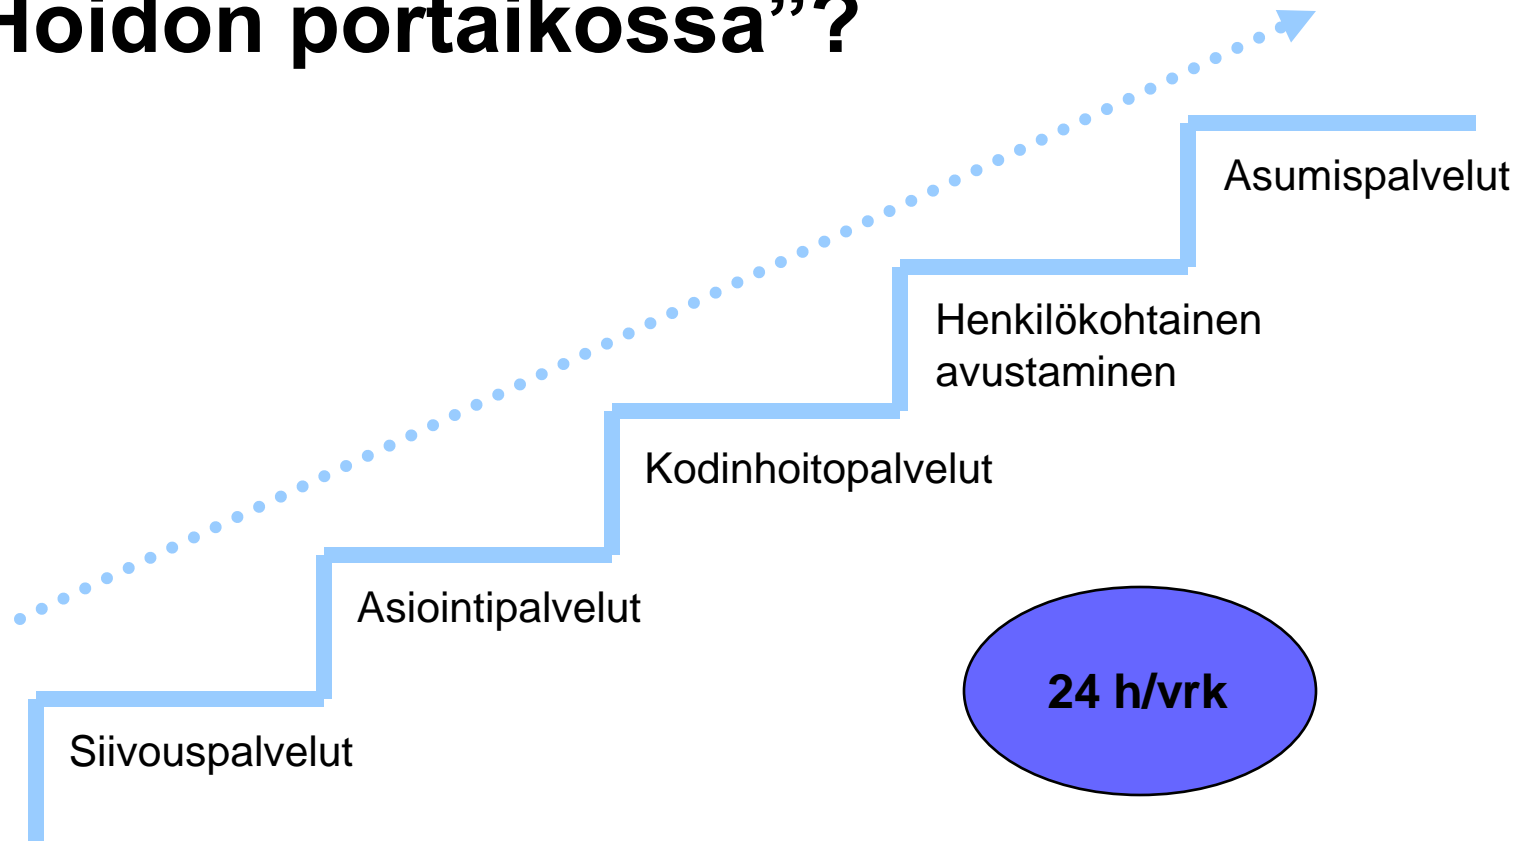 Hoidon portaikossa”?
Asumispalvelut
Henkilökohtainen
avustaminen
Kodinhoitopalvelut
Asiointipalvelut
24 h/vrk
Siivouspalvelut